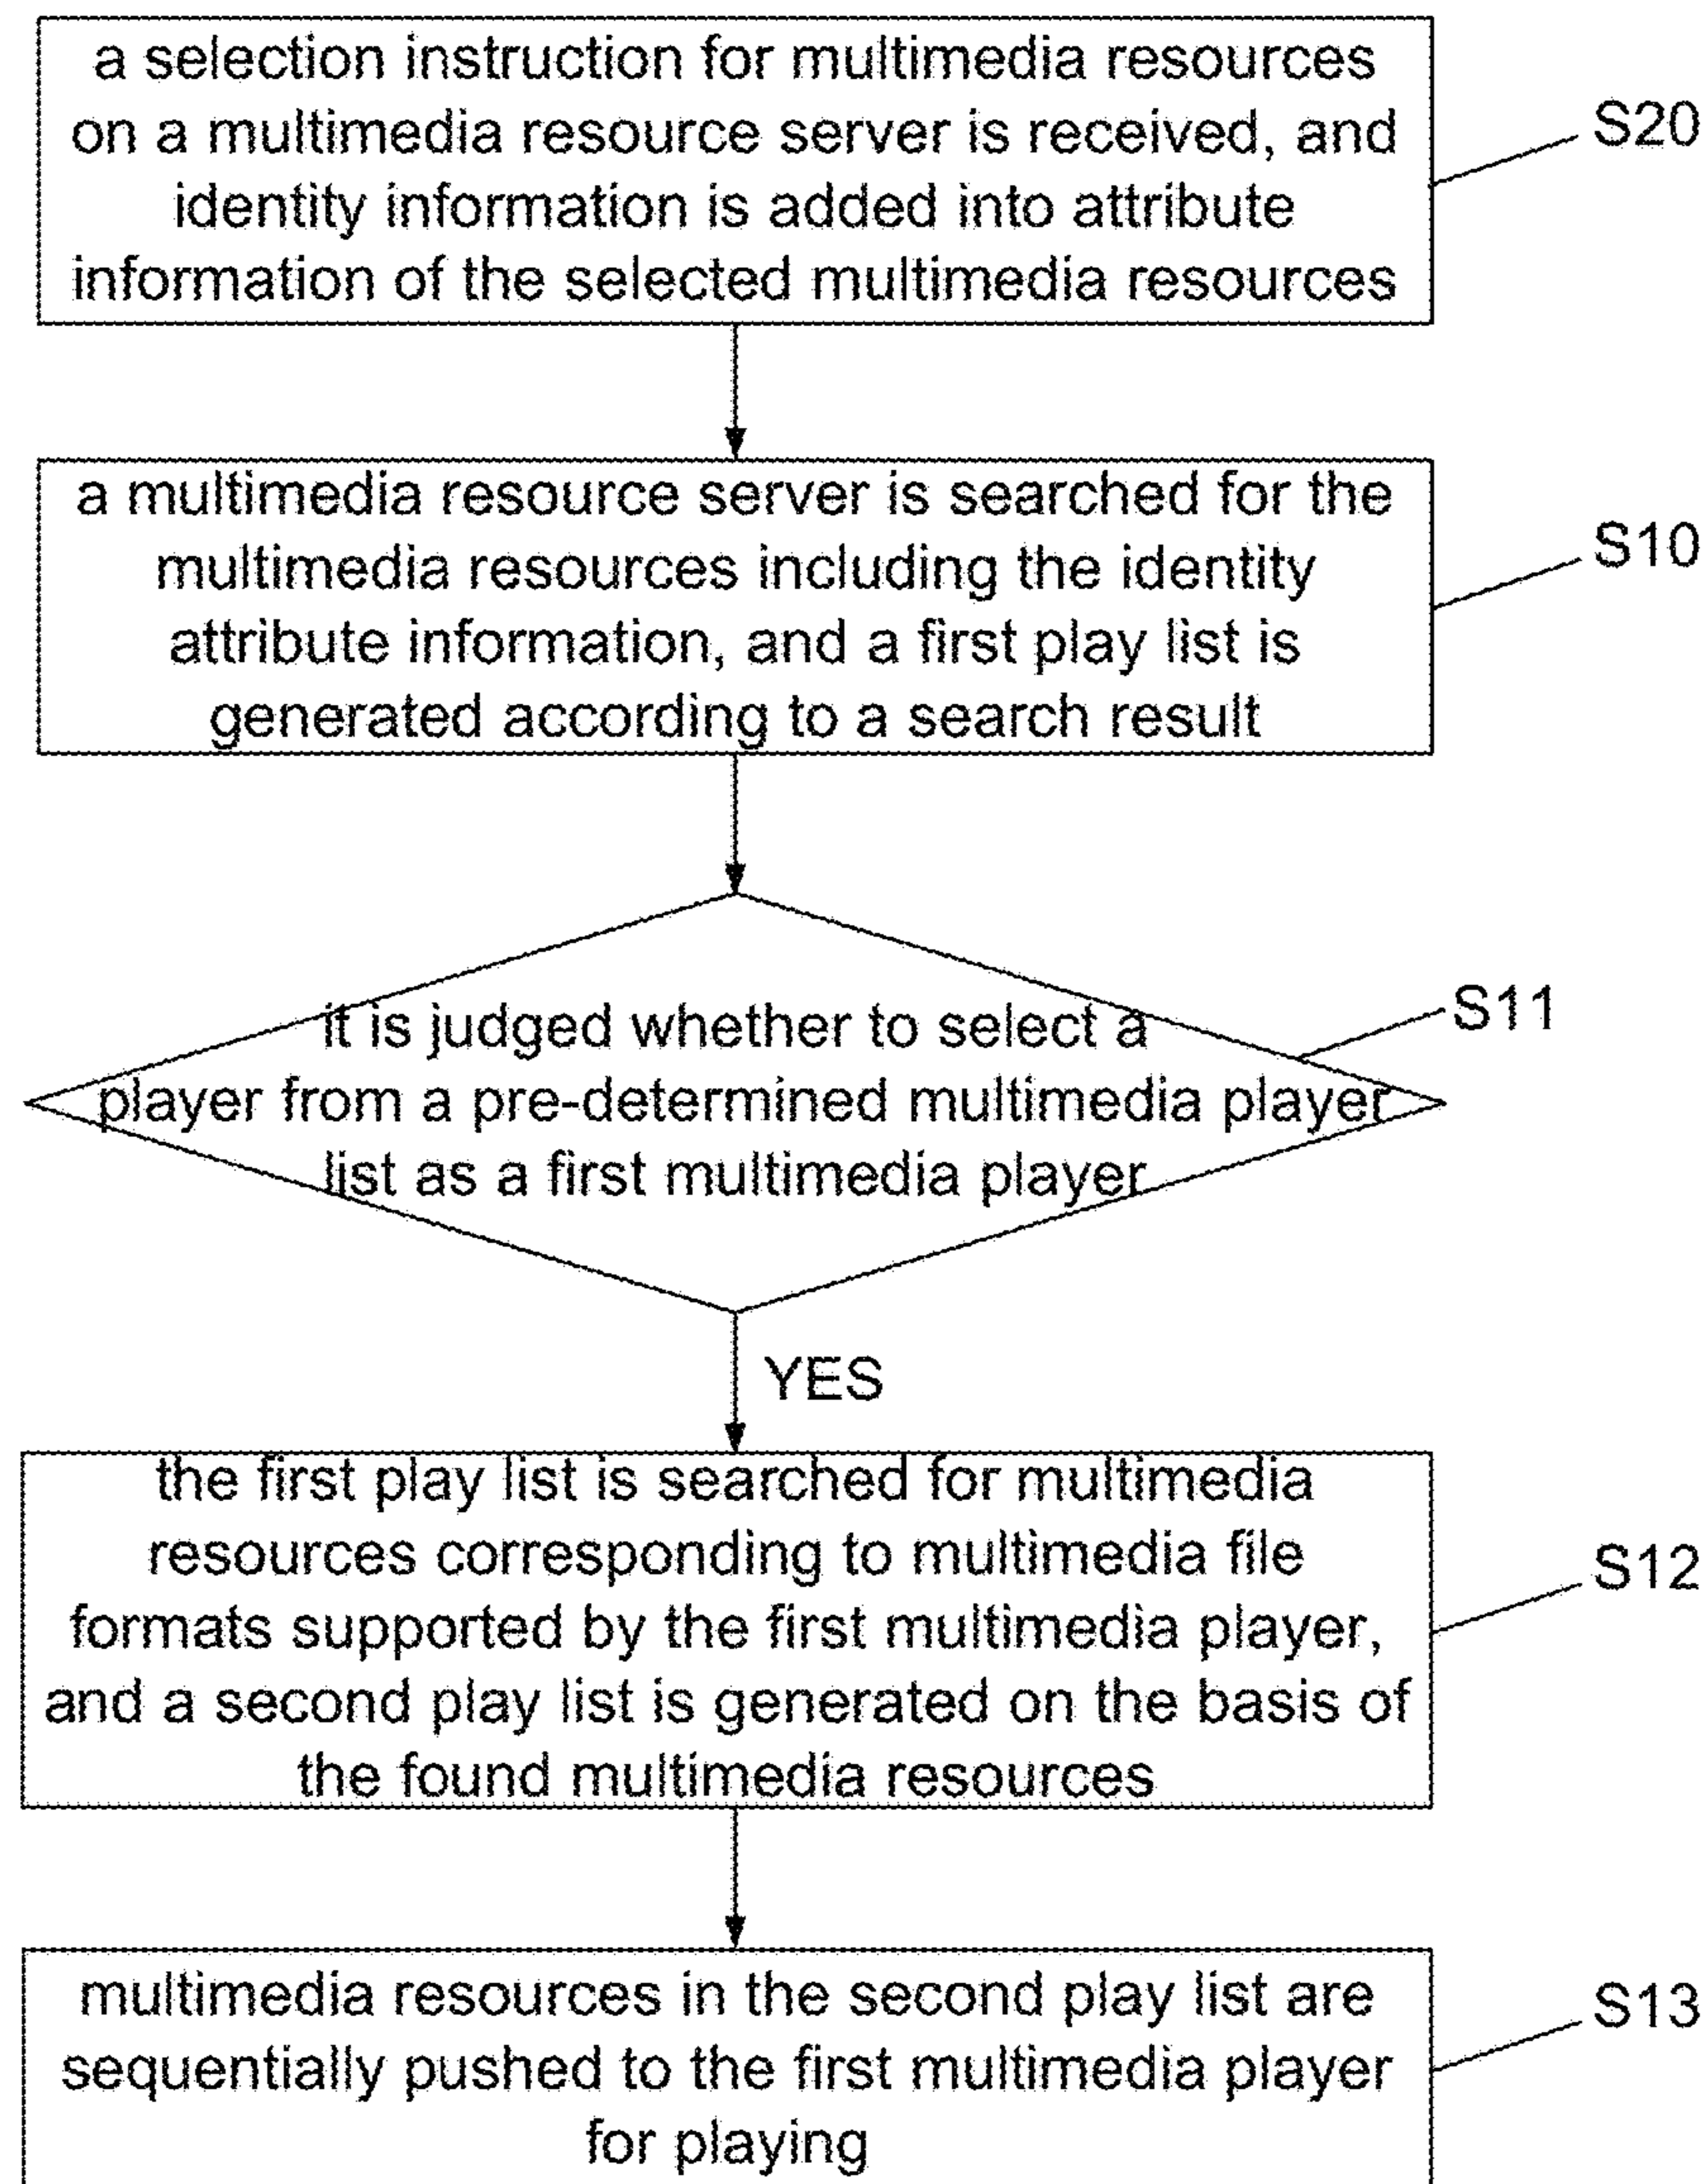 a selection instruction for multimedia resources
on a multimedia resource server is received, and
identity information is added into attribute
information of the selected multimedia resources
S20
a multimedia resource server is searched for the
multimedia resources including the identity
attribute information, and a first play list is
generated according to a search result
S10
it is judged whether to select a
player from a pre-determined multimedia player
list as a first multimedia player
S11
YES
the first play list is searched for multimedia
resources corresponding to multimedia file
formats supported by the first multimedia player,
and a second play list is generated on the basis of
the found multimedia resources
S12
multimedia resources in the second play list are
sequentially pushed to the first multimedia player
for playing
S13